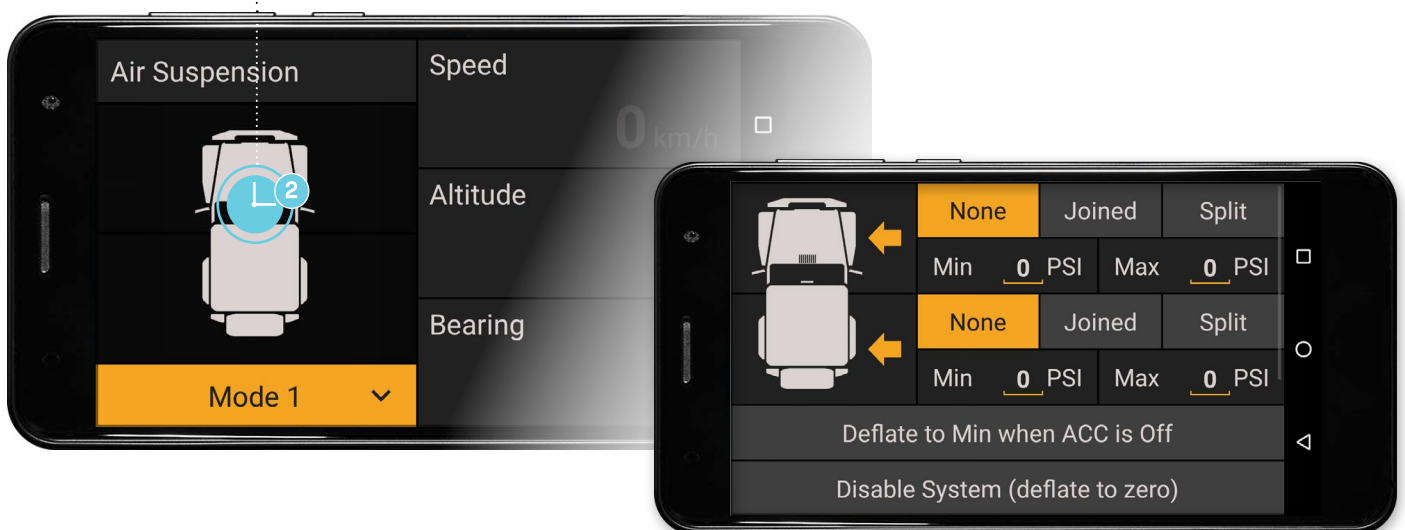 Air Suspension
2
Mode 1
Speed
0 km/h
Altitude
Bearing
None Joined Split
Min 0 PSI Max 0 PSI
None Joined Split
Min 0 PSI Max 0 PSI
Deflate to Min when ACC is Off
Disable System (deflate to zero)